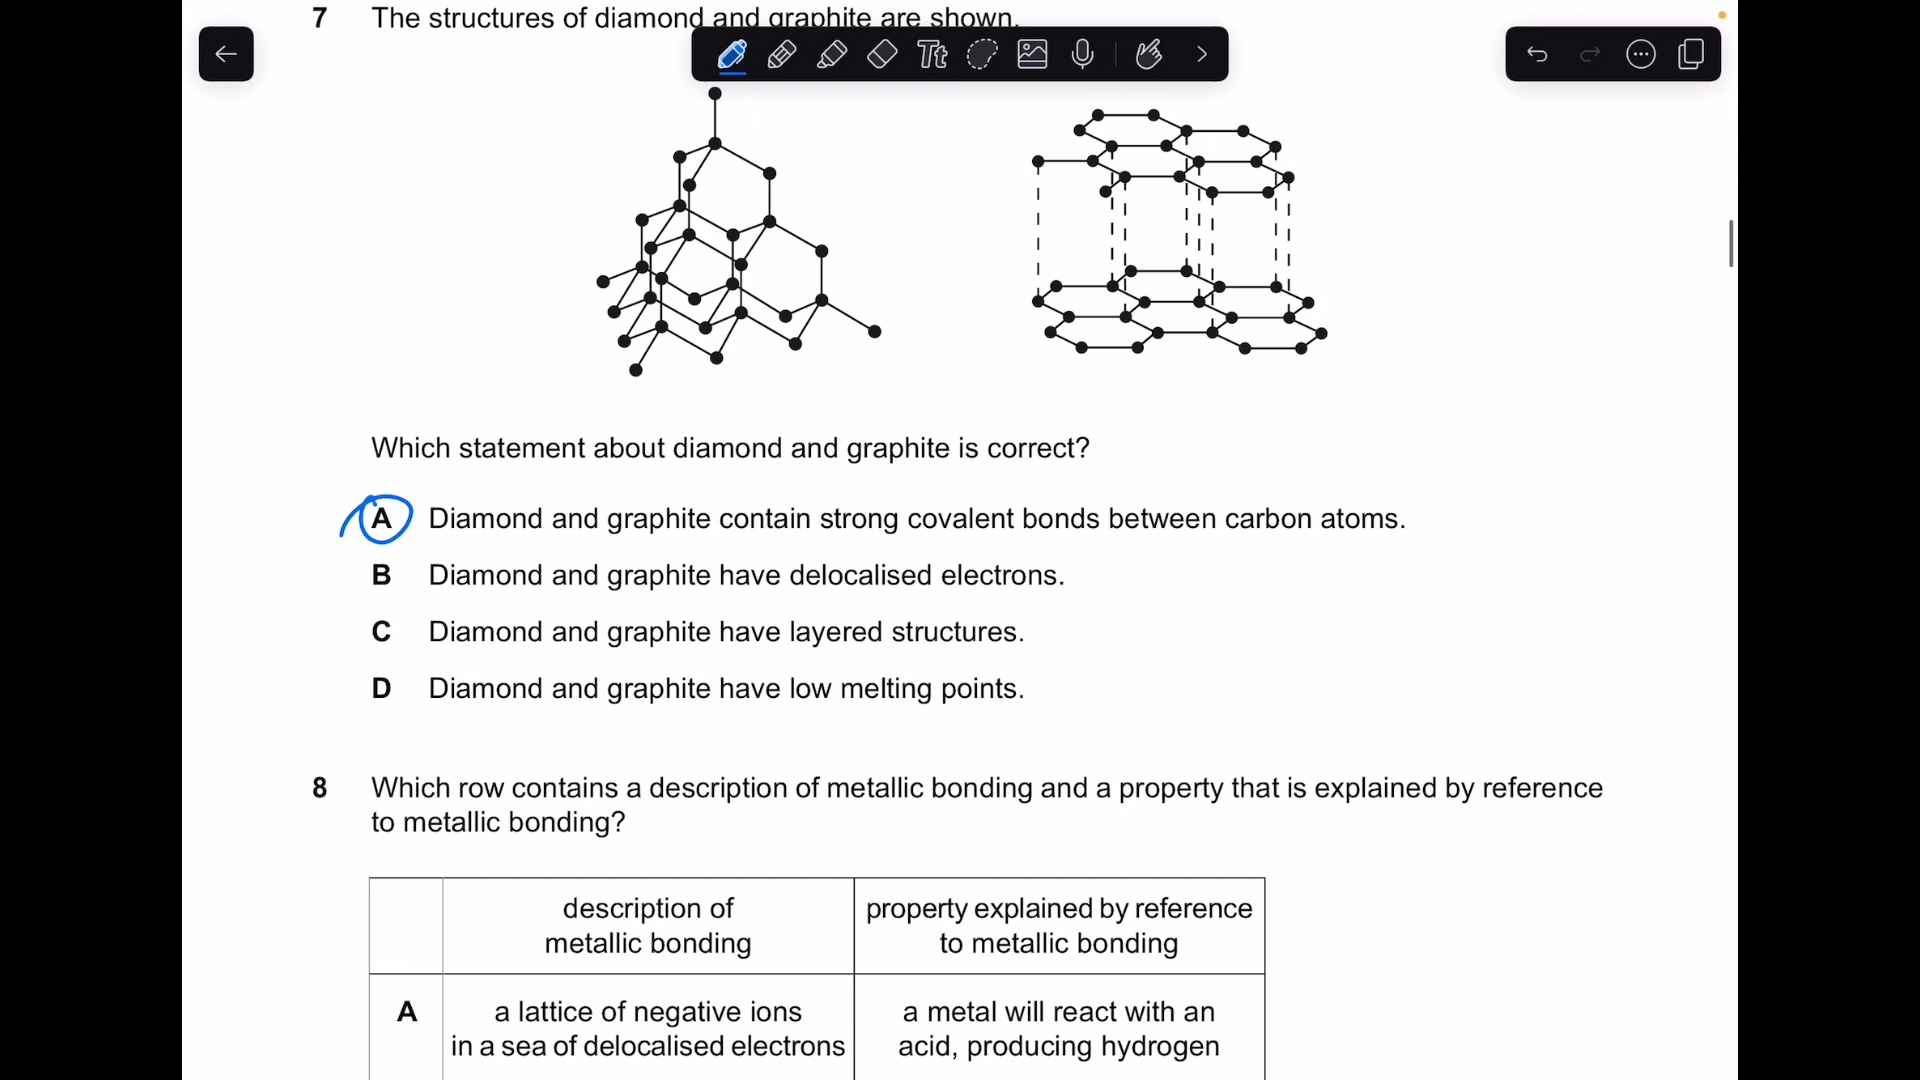 7 The structures of diamond and graphite are shown.
Tt
Which statement about diamond and graphite is correct?
A Diamond and graphite contain strong covalent bonds between carbon atoms.
B Diamond and graphite have delocalised electrons.
C Diamond and graphite have layered structures.
D Diamond and graphite have low melting points.
8 Which row contains a description of metallic bonding and a property that is explained by reference
to metallic bonding?
description of
metallic bonding
property explained by reference
to metallic bonding
A
a lattice of negative ions
in a sea of delocalised electrons
a metal will react with an
acid, producing hydrogen